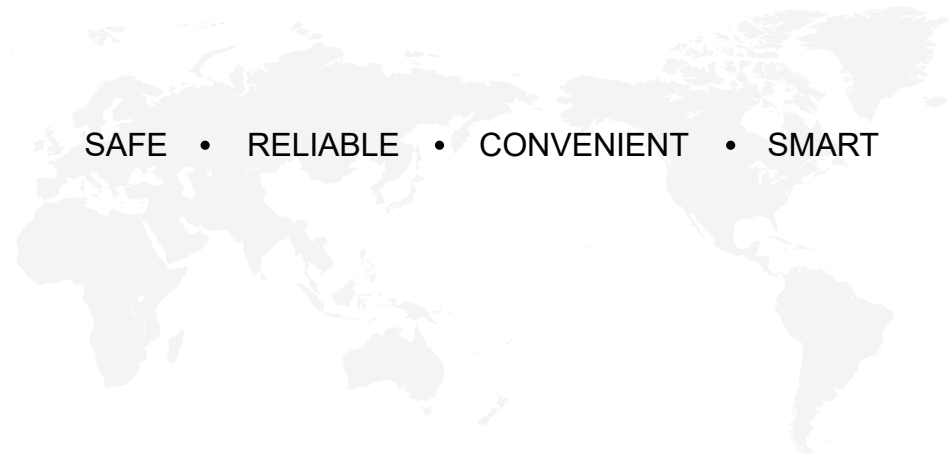 SAFE • RELIABLE • CONVENIENT • SMART